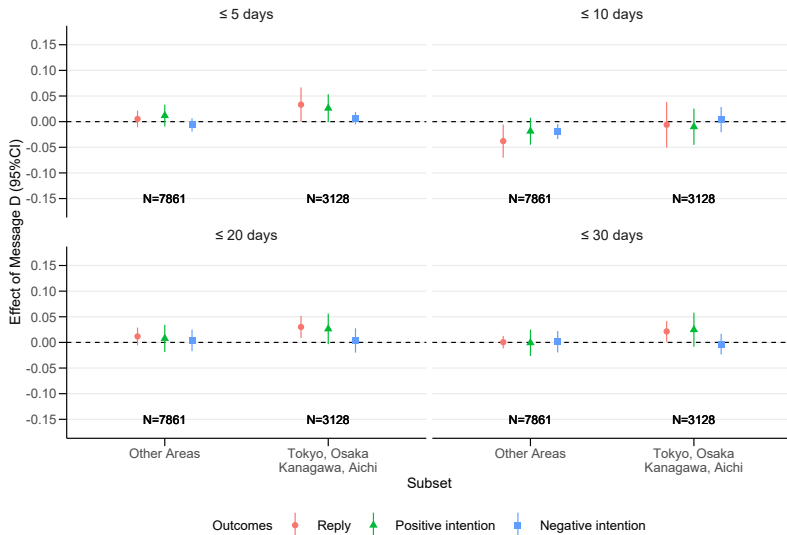 ≤ 5 days
≤ 10 days
0.15
0.10
0.05
0.00
-0.05
-0.10
-0.15
N=7861
N=3128
N=7861
N=3128
≤ 20 days
≤ 30 days
0.15
0.10
0.05
0.00
-0.05
-0.10
-0.15
N=7861
N=3128
N=7861
N=3128
Effect of Message D (95%CI)
Other Areas
Tokyo, Osaka
Kanagawa, Aichi
Other Areas
Tokyo, Osaka
Kanagawa, Aichi
Subset
Outcomes Reply Positive intention Negative intention